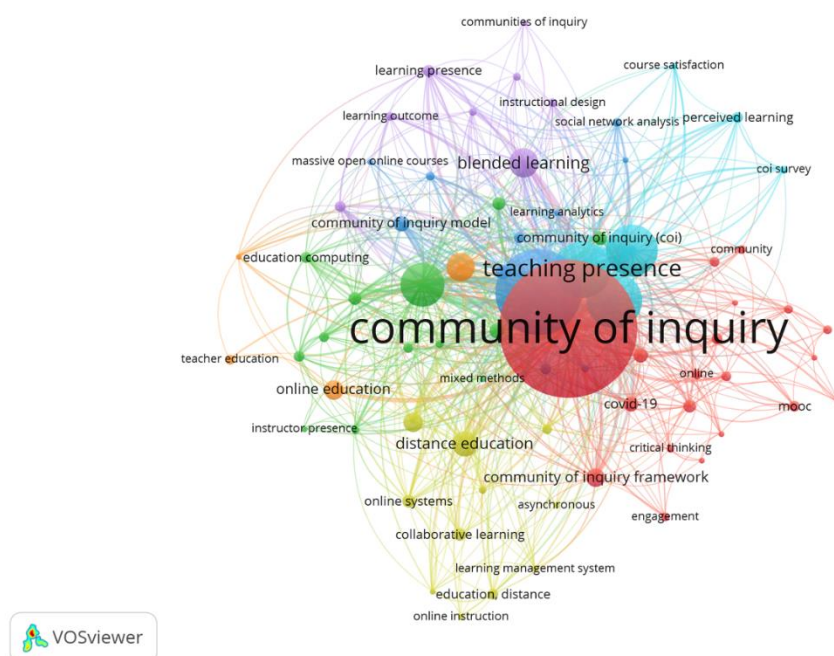 communities of inquiry
course satisfaction
learning presence
instructional design
learning outcome
social network analysis
perceived learning
massive open online courses
blended learning
coi survey
learning analytics
community of inquiry model
community of inquiry (coi)
community
education computing
teaching presence
community of inquiry
teacher education
mixed methods
online
online education
covid-19
mooc
instructor presence
distance education
critical thinking
community of inquiry framework
online systems
asynchronous
engagement
collaborative learning
learning management system
education, distance
online instruction
VOSviewer